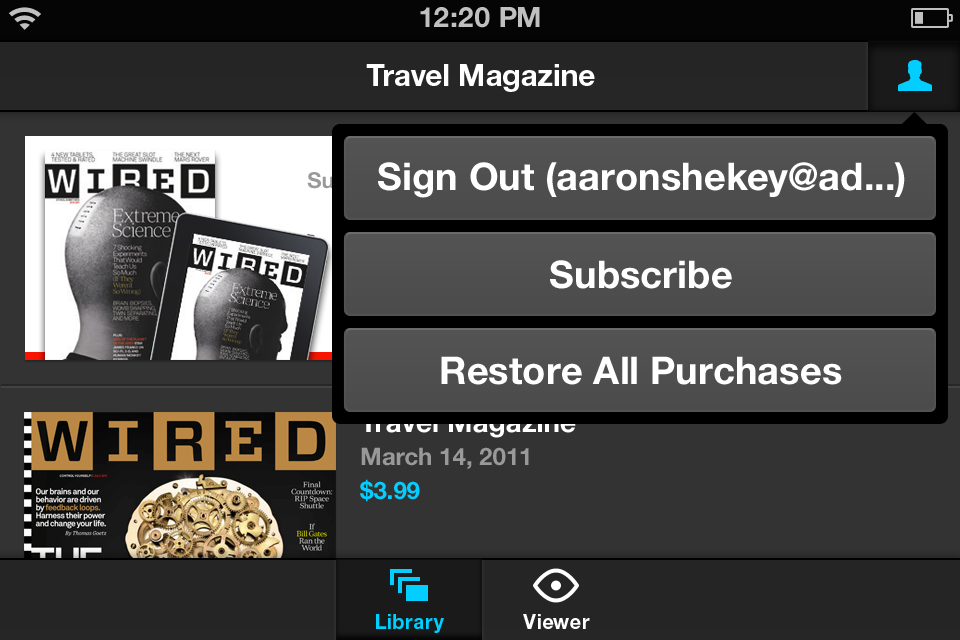 12:20 PM
Travel Magazine
Sign Out (aaronshekey@ad...)
Subscribe
Restore All Purchases
4 NEW TABLETS, TESTED & RATED
THE GREAT SLOT MACHINE SWINDLE
THE NEXT MARS ROVER
WIRED
Extreme
Science
7 Shocking
Experiments
That Would
Teach Us
So Much
(If They
Weren't
So Wrong)
BRAIN BIOPSIES,
WOMB SWAPPING,
TWIN SEPARATING,
AND MORE
WIRED
Extreme
Science
Su
WIRED
Our brains and our
behavior are driven
by feedback loops.
Harness their power
and change your life.
By Thomas Goetz
THE
Final
Countdown:
RIP Space
Shuttle
If
Bill Gates
Ran the
World
Travel Magazine
March 14, 2011
$3.99
Library
Viewer